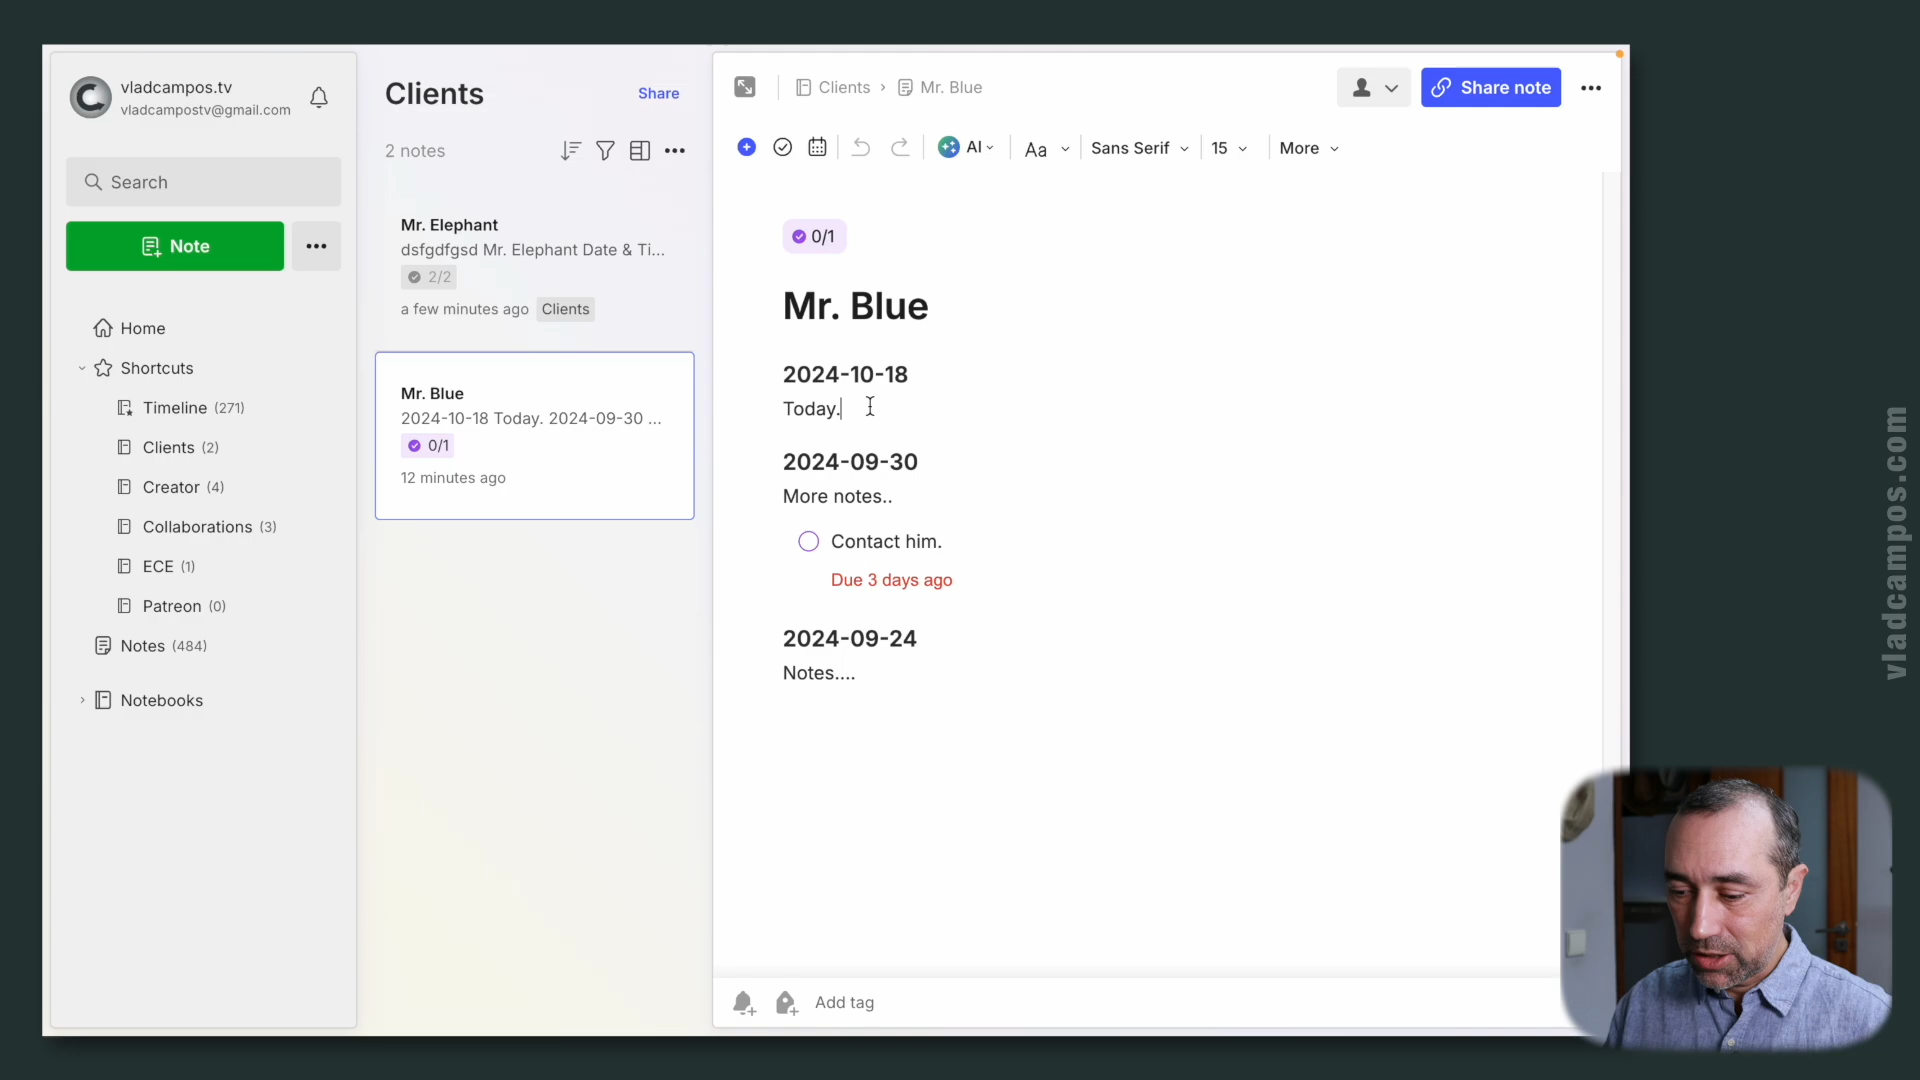 vladcampos.tv
vladcampostv@gmail.com
Search
Note
Home
Shortcuts
Timeline (271)
Clients (2)
Creator (4)
Collaborations (3)
ECE (1)
Patreon (0)
Notes (484)
Notebooks
Clients
Share
2 notes
Mr. Elephant
dsfgdfgsd Mr. Elephant Date & Ti...
2/2
a few minutes ago Clients
Mr. Blue
2024-10-18 Today. 2024-09-30 ...
0/1
12 minutes ago
Clients › Mr. Blue
Share note
AI
Aa
Sans Serif
15
More
0/1
Mr. Blue
2024-10-18
Today.
2024-09-30
More notes..
Contact him.
Due 3 days ago
2024-09-24
Notes....
Add tag
vladcampos.com